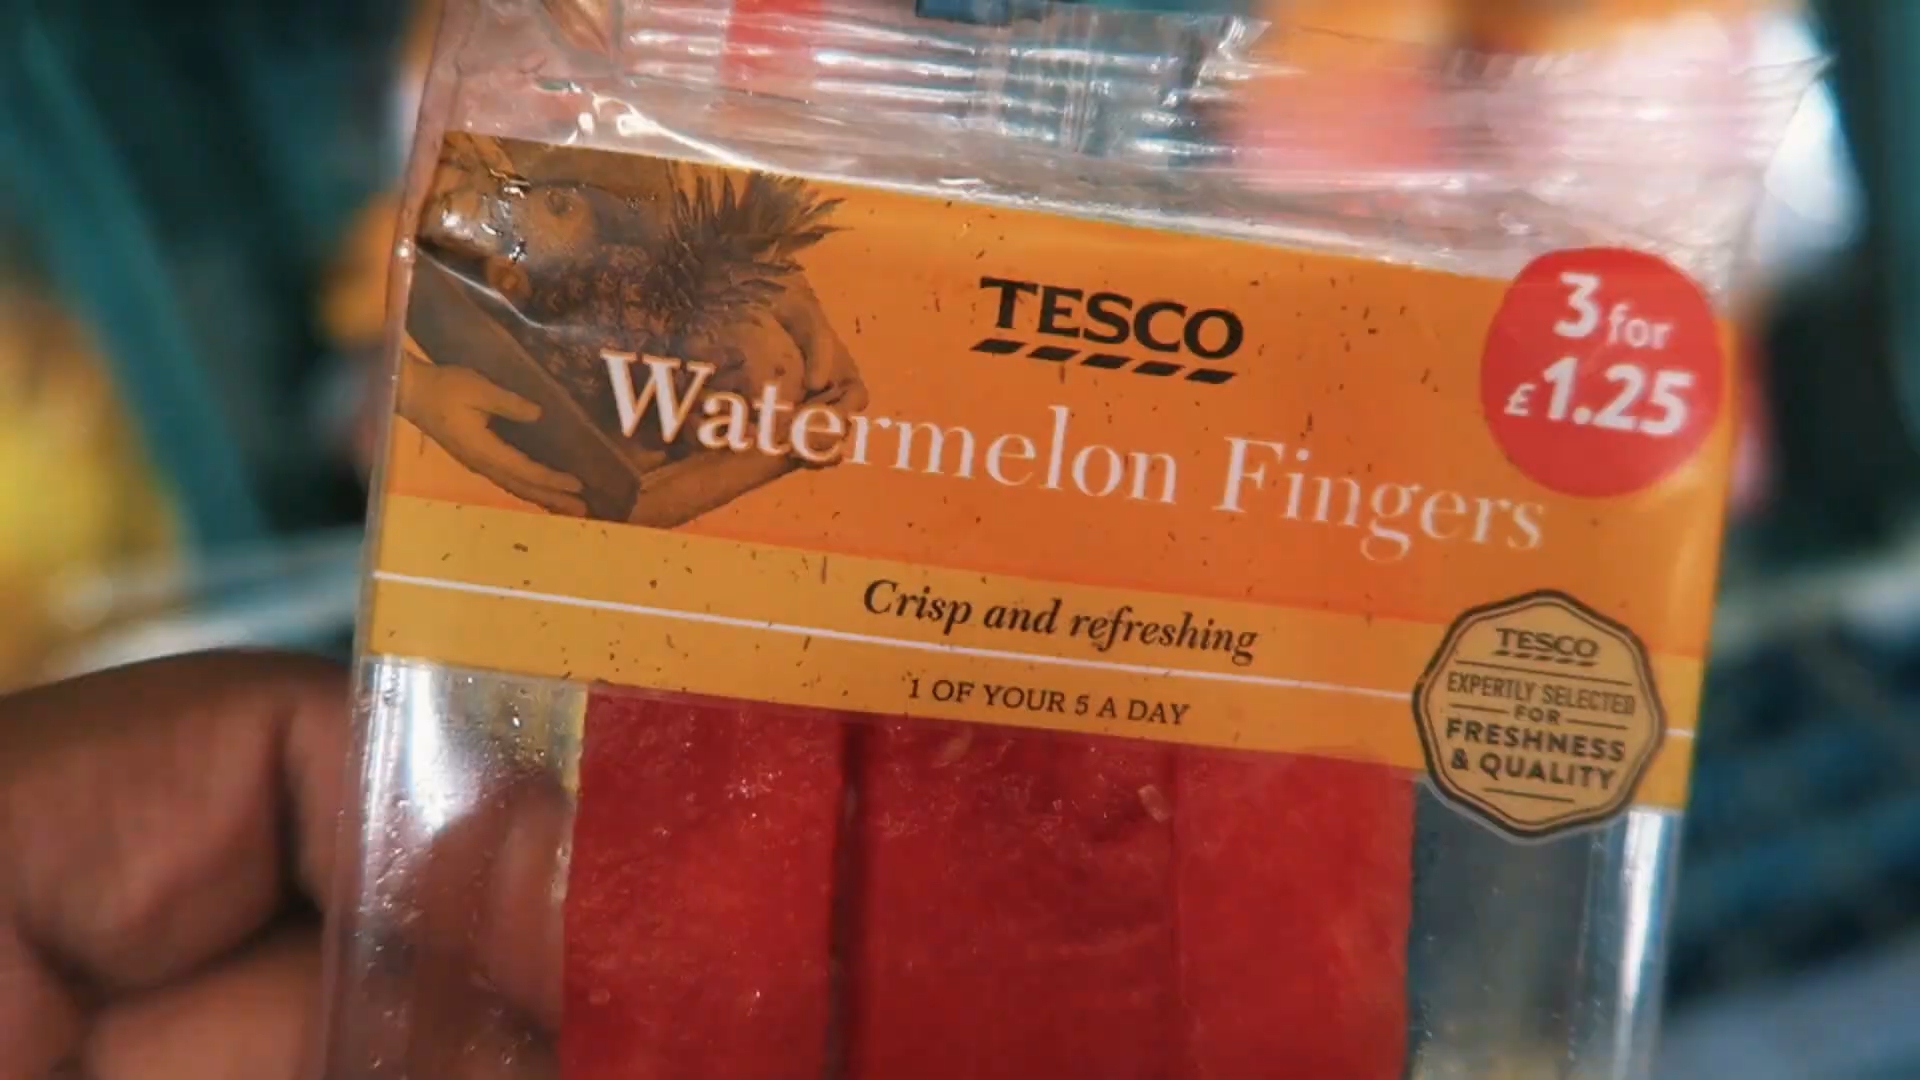 TESCO
3 for
£1.25
Watermelon Fingers
Crisp and refreshing
1 OF YOUR 5 A DAY
TESCO
EXPERTLY SELECTED
FOR
FRESHNESS
& QUALITY